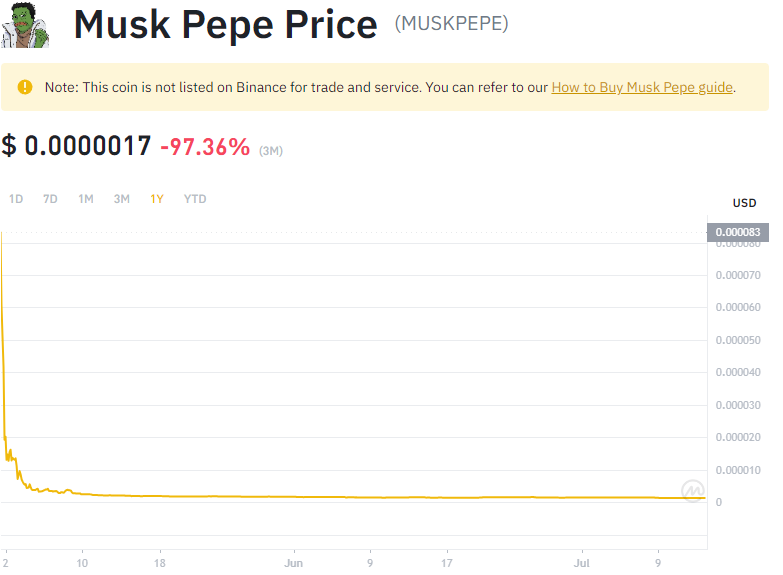 Musk Pepe Price (MUSKPEPE)
Note: This coin is not listed on Binance for trade and service. You can refer to our How to Buy Musk Pepe guide.
$ 0.0000017 -97.36% (3M)
1D 7D 1M 3M 1Y YTD
USD
0.000083
0.000080
0.000070
0.000060
0.000050
0.000040
0.000030
0.000020
0.000010
0
2 10 18 Jun 9 17 Jul 9